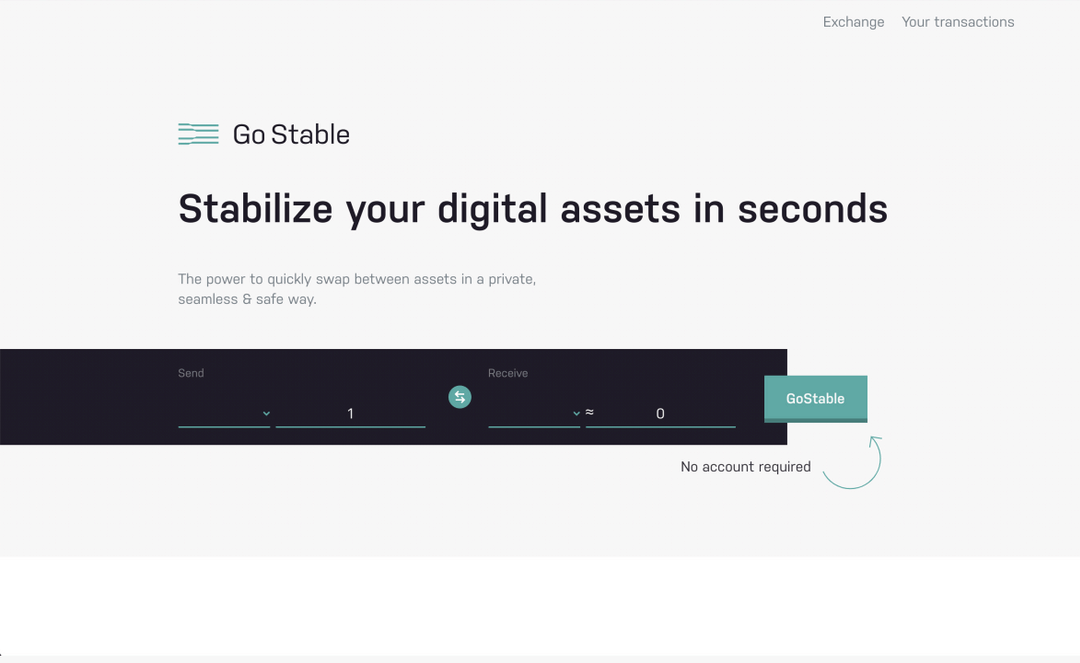 Exchange Your transactions
Go Stable
Stabilize your digital assets in seconds
The power to quickly swap between assets in a private,
seamless & safe way.
Send Receive
1 ≈ 0
GoStable
No account required